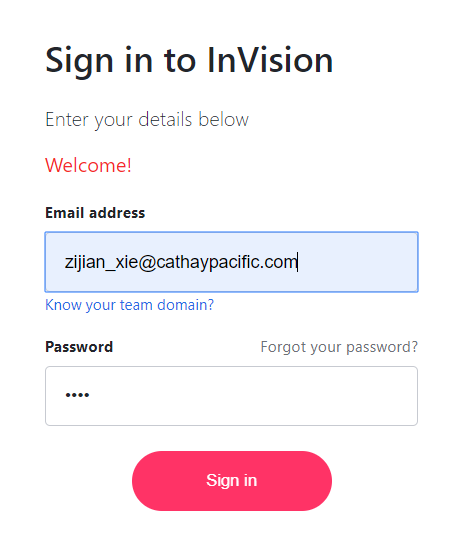 Sign in to InVision
Enter your details below
Welcome!
Email address
zijian_xie@cathaypacific.com
Know your team domain?
Password Forgot your password?
••••
Sign in